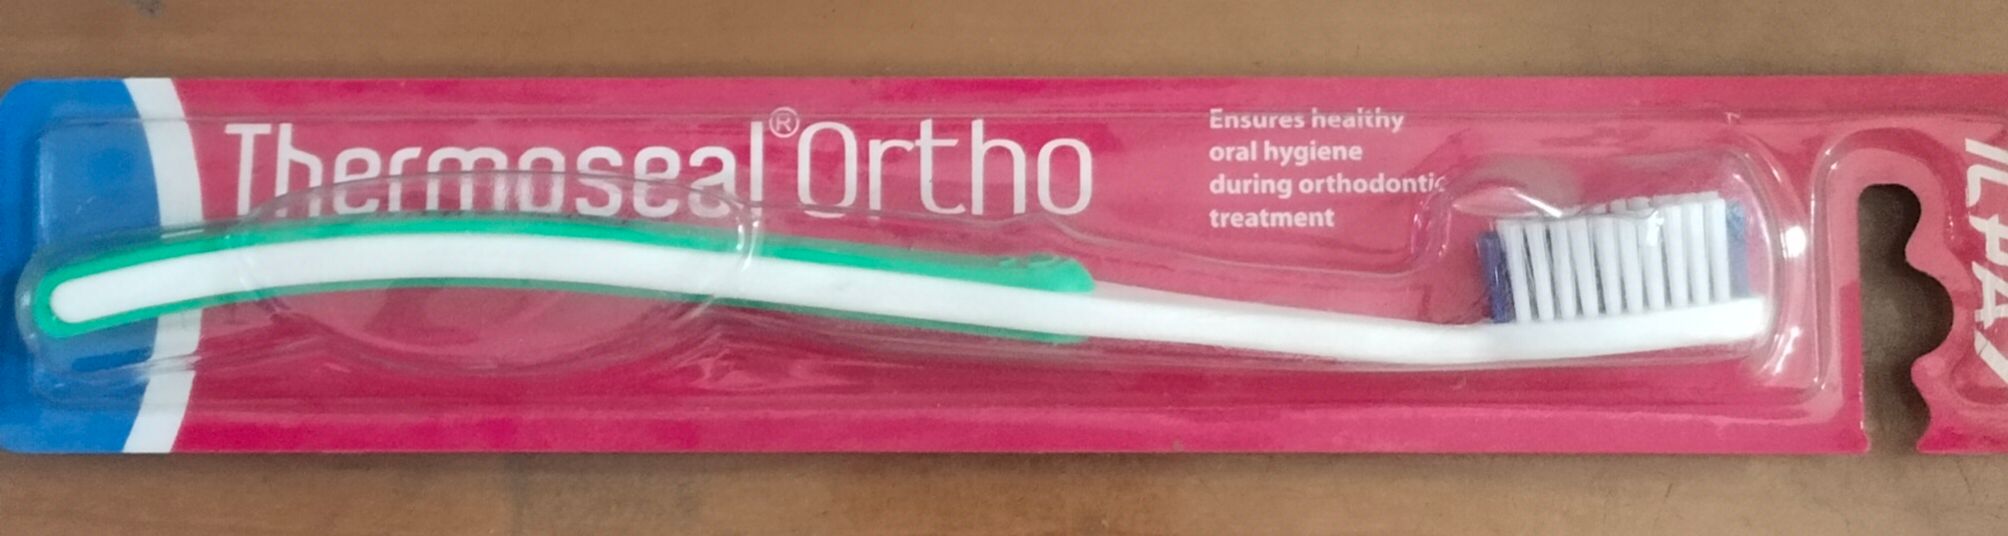 Thermoseal® Ortho
Ensures healthy
oral hygiene
during orthodontic
treatment